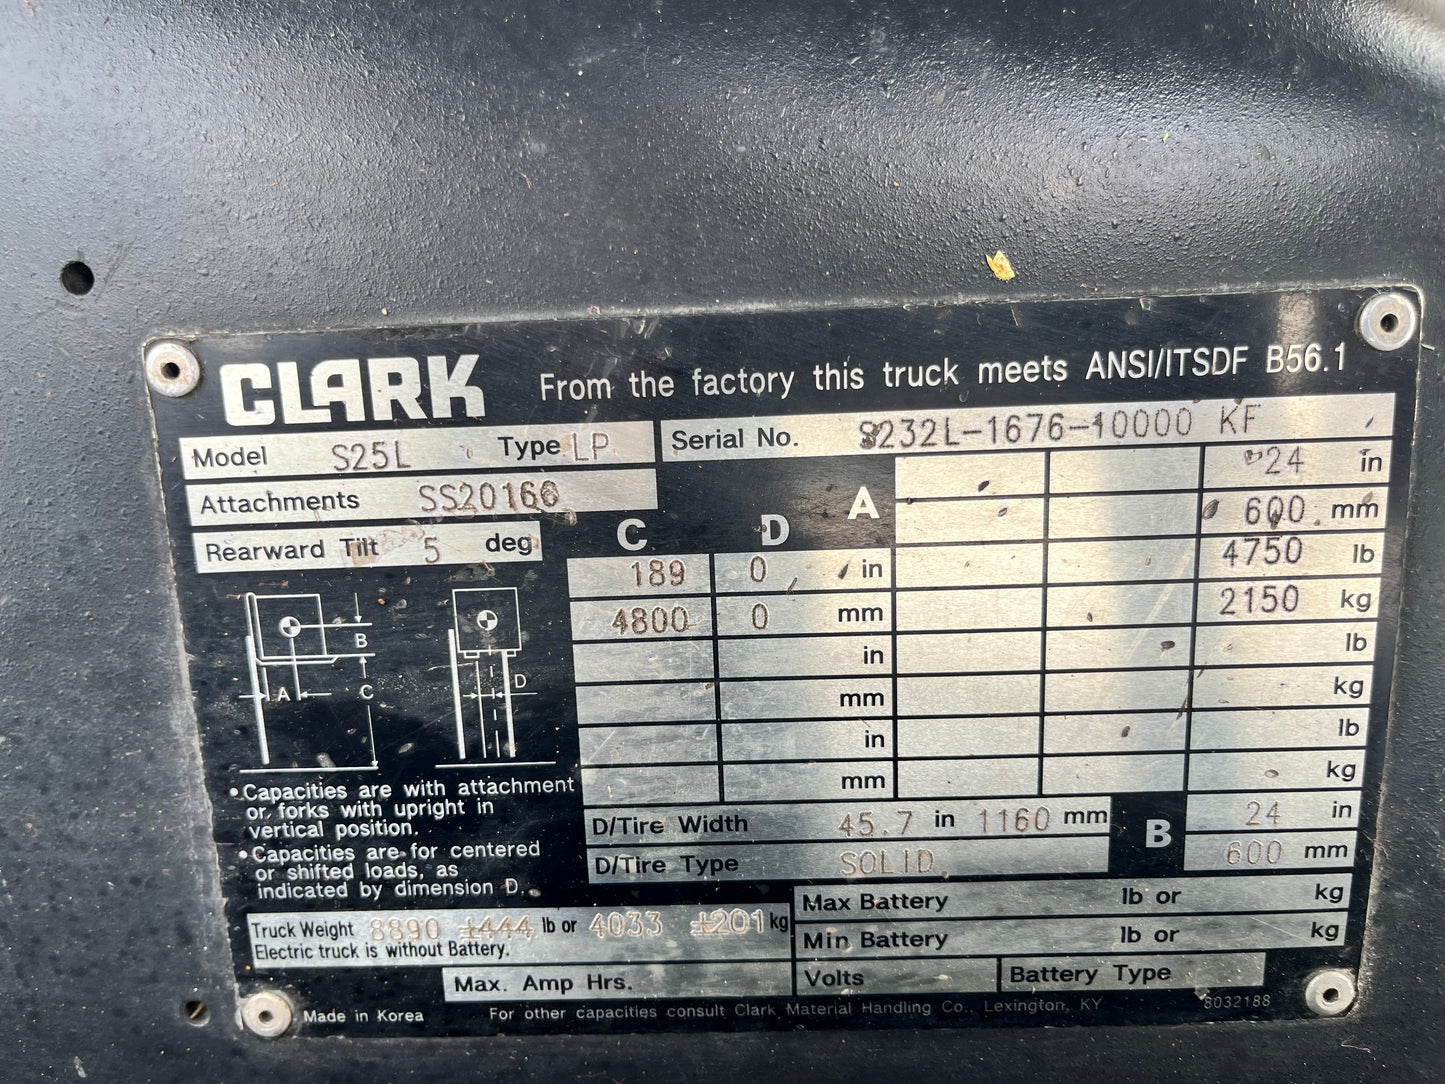 CLARK From the factory this truck meets ANSI/ITSDF B56.1
Model S25L Type LP Serial No. S232L-1676-10000 KF
Attachments SS20166
Rearward Tilt 5 deg
A 24 in
600 mm
C D 4750 lb
189 0 in 2150 kg
4800 0 mm lb
in kg
mm lb
in kg
mm
B 24 in
600 mm
A B C D
• Capacities are with attachment
or forks with upright in
vertical position.
• Capacities are for centered
or shifted loads, as
indicated by dimension D.
D/Tire Width 45.7 in 1160 mm
D/Tire Type SOLID
Truck Weight 8890 ±444 lb or 4033 ±201 kg
Electric truck is without Battery.
Max Battery lb or kg
Min Battery lb or kg
Max. Amp Hrs. Volts Battery Type
Made in Korea For other capacities consult Clark Material Handling Co., Lexington, KY 8032188